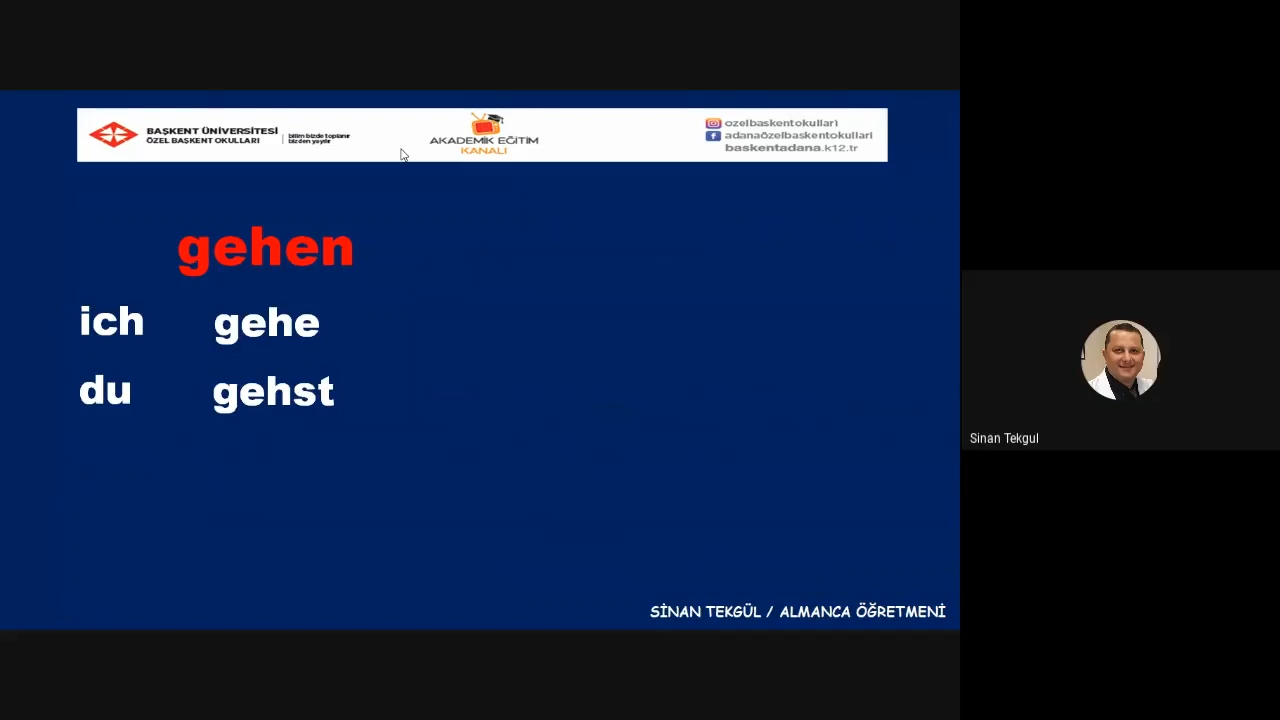 BAŞKENT ÜNİVERSİTESİ
ÖZEL BAŞKENT OKULLARI
bilim bizde toplanır
bizden yayılır
AKADEMİK EĞİTİM
KANALI
ozelbaskentokullari
adanaözelbaskentokullari
baskentadana.k12.tr
gehen
ich gehe
du gehst
SİNAN TEKGÜL / ALMANCA ÖĞRETMENİ
Sinan Tekgul